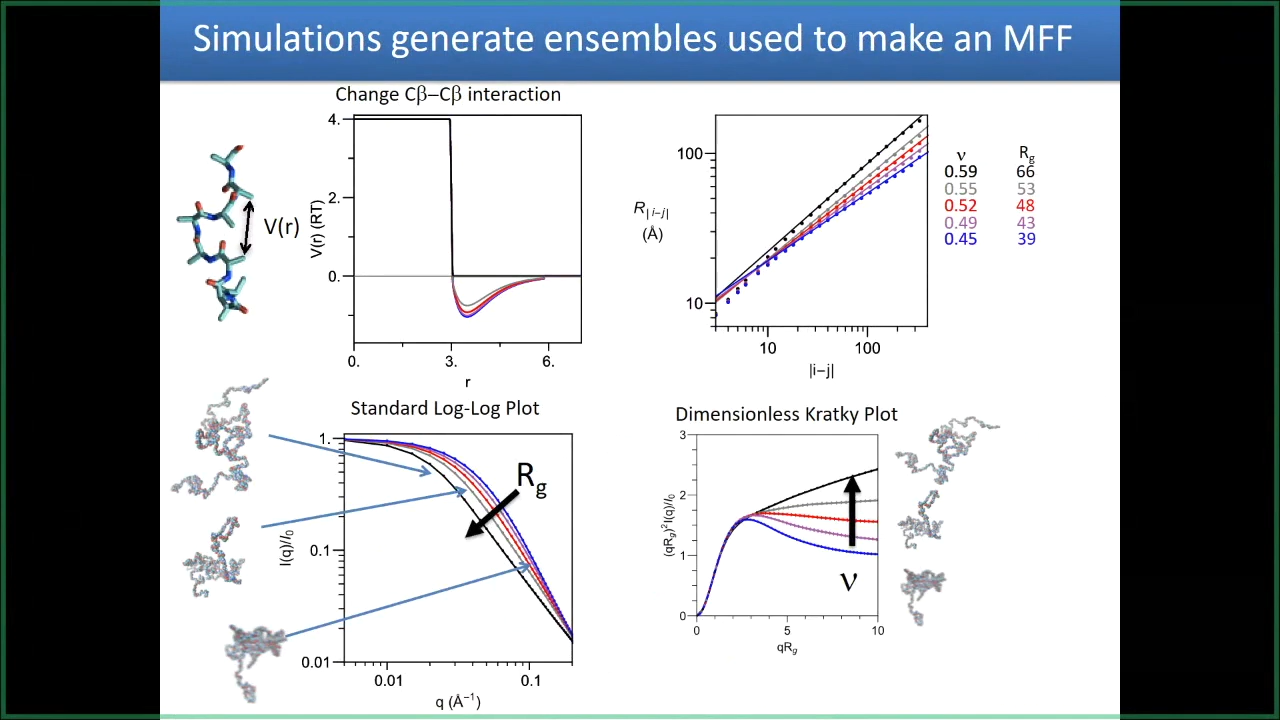 Simulations generate ensembles used to make an MFF
Change Cβ–Cβ interaction
V(r)
V(r) (RT)
4.
2.
0.
0.
3.
6.
r
R|i−j|
(Å)
100
10
10
100
|i−j|
ν Rg
0.59 66
0.55 53
0.52 48
0.49 43
0.45 39
Standard Log-Log Plot
I(q)/I0
1.
0.1
0.01
Rg
0.01
0.1
q (Å−1)
Dimensionless Kratky Plot
(qRg)2I(q)/I0
3
2
1
0
ν
0
5
10
qRg